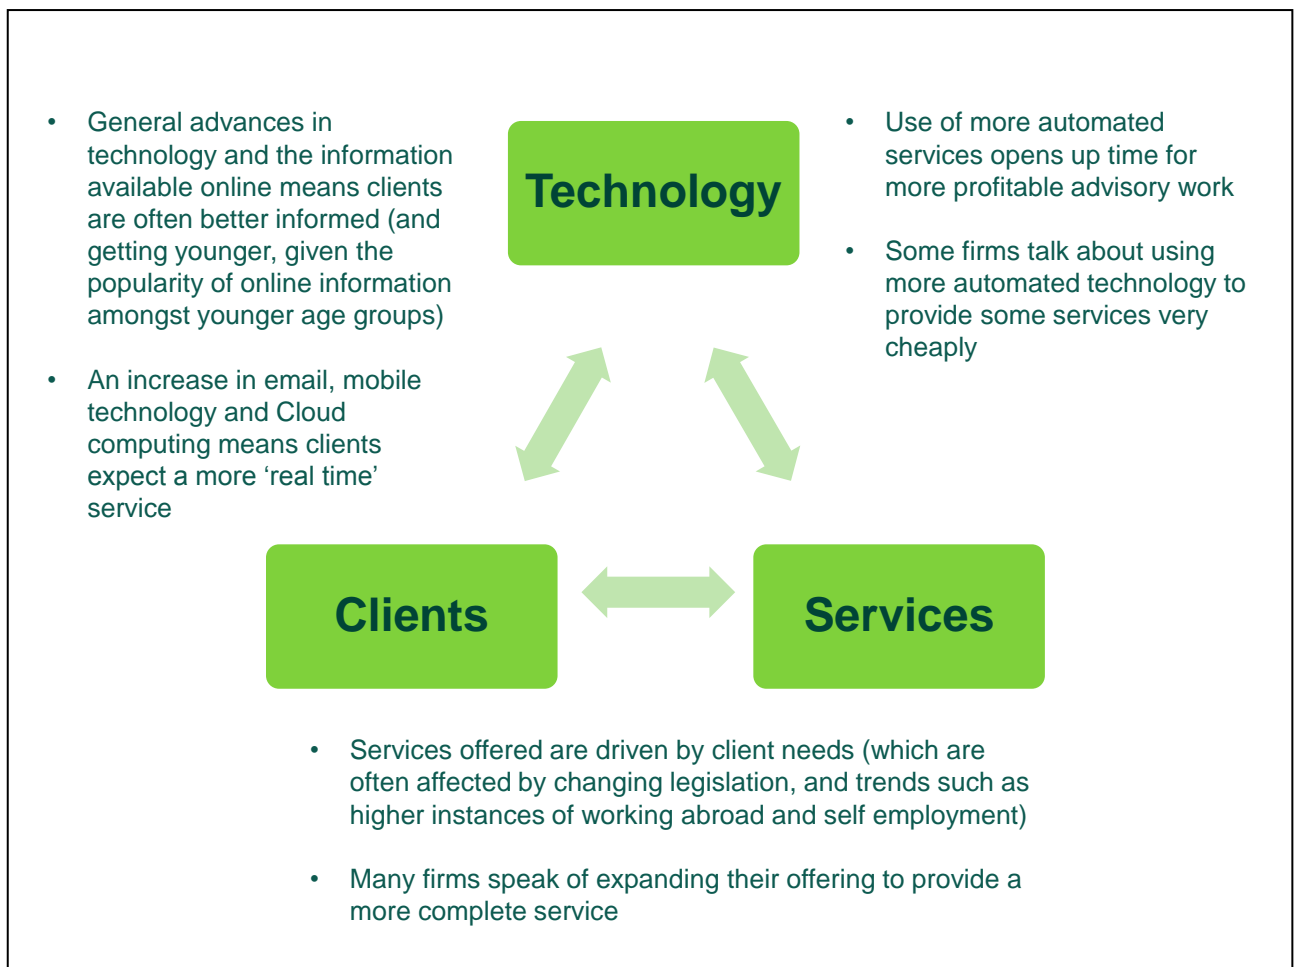 • General advances in
technology and the information
available online means clients
are often better informed (and
getting younger, given the
popularity of online information
amongst younger age groups)
• An increase in email, mobile
technology and Cloud
computing means clients
expect a more ‘real time’
service
Technology
• Use of more automated
services opens up time for
more profitable advisory work
• Some firms talk about using
more automated technology to
provide some services very
cheaply
Clients
Services
• Services offered are driven by client needs (which are
often affected by changing legislation, and trends such as
higher instances of working abroad and self employment)
• Many firms speak of expanding their offering to provide a
more complete service